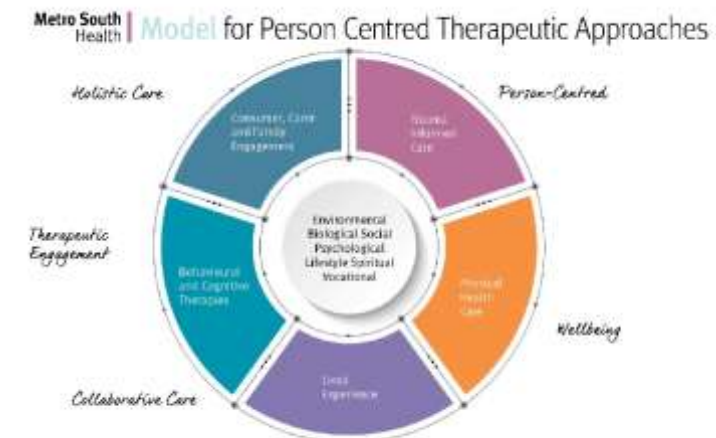 Metro South
Health
Model for Person Centred Therapeutic Approaches
Holistic Care
Person-Centred
Consumer, Carer
and Family
Engagement
Trauma
Informed
Care
Environmental
Biological Social
Psychological
Lifestyle Spiritual
Vocational
Therapeutic
Engagement
Behavioural
and Cognitive
Therapies
Physical
Health
Care
Wellbeing
Lived
Experience
Collaborative Care